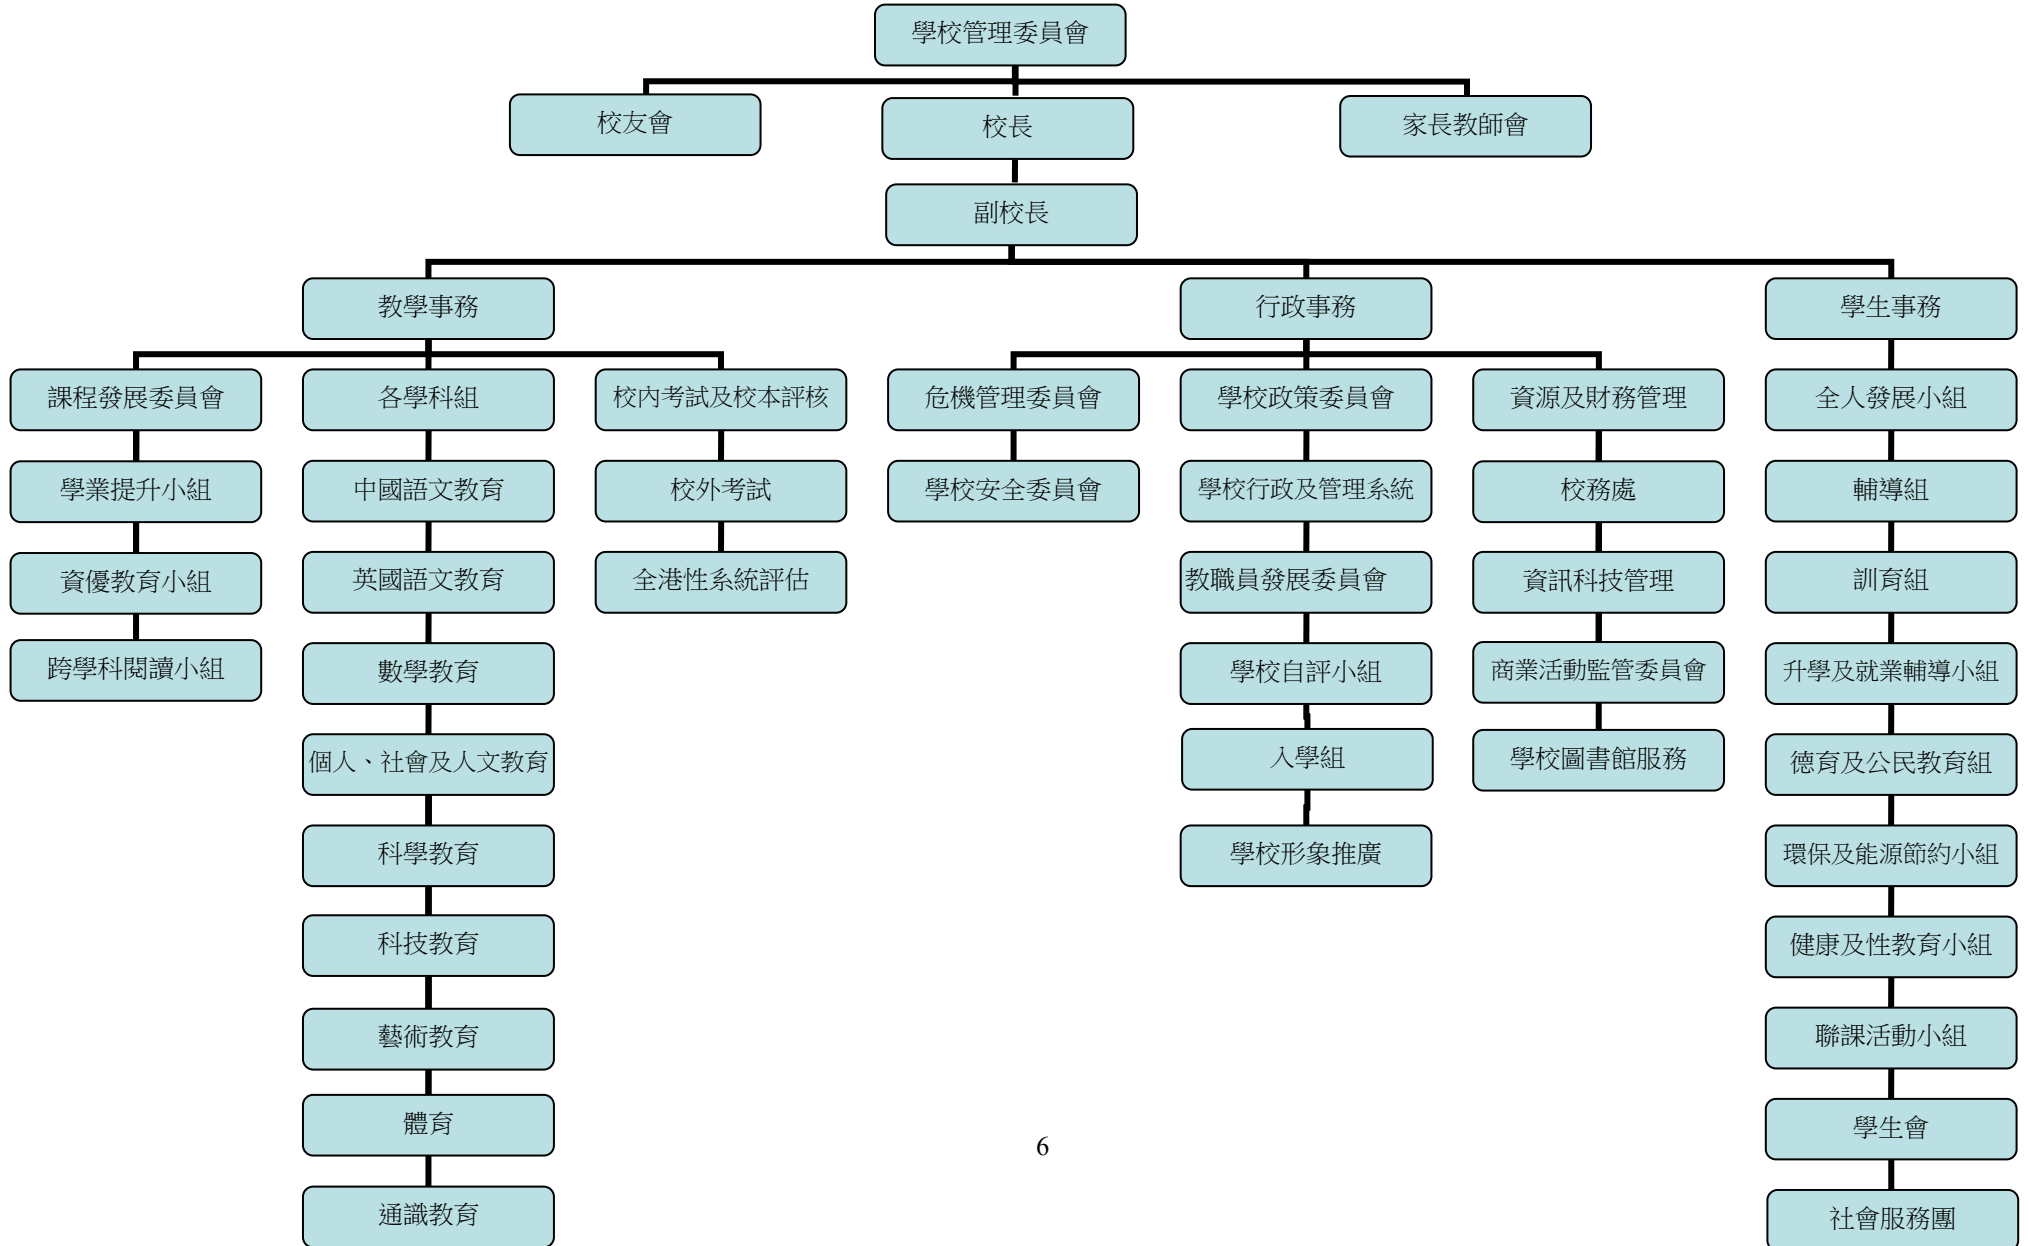 學校管理委員會
校友會
校長
家長教師會
副校長
教學事務
行政事務
學生事務
課程發展委員會
各學科組
校內考試及校本評核
危機管理委員會
學校政策委員會
資源及財務管理
全人發展小組
學業提升小組
中國語文教育
校外考試
學校安全委員會
學校行政及管理系統
校務處
輔導組
資優教育小組
英國語文教育
全港性系統評估
教職員發展委員會
資訊科技管理
訓育組
跨學科閱讀小組
數學教育
學校自評小組
商業活動監管委員會
升學及就業輔導小組
個人、社會及人文教育
入學組
學校圖書館服務
德育及公民教育組
科學教育
學校形象推廣
環保及能源節約小組
科技教育
健康及性教育小組
藝術教育
聯課活動小組
體育
學生會
6
通識教育
社會服務團